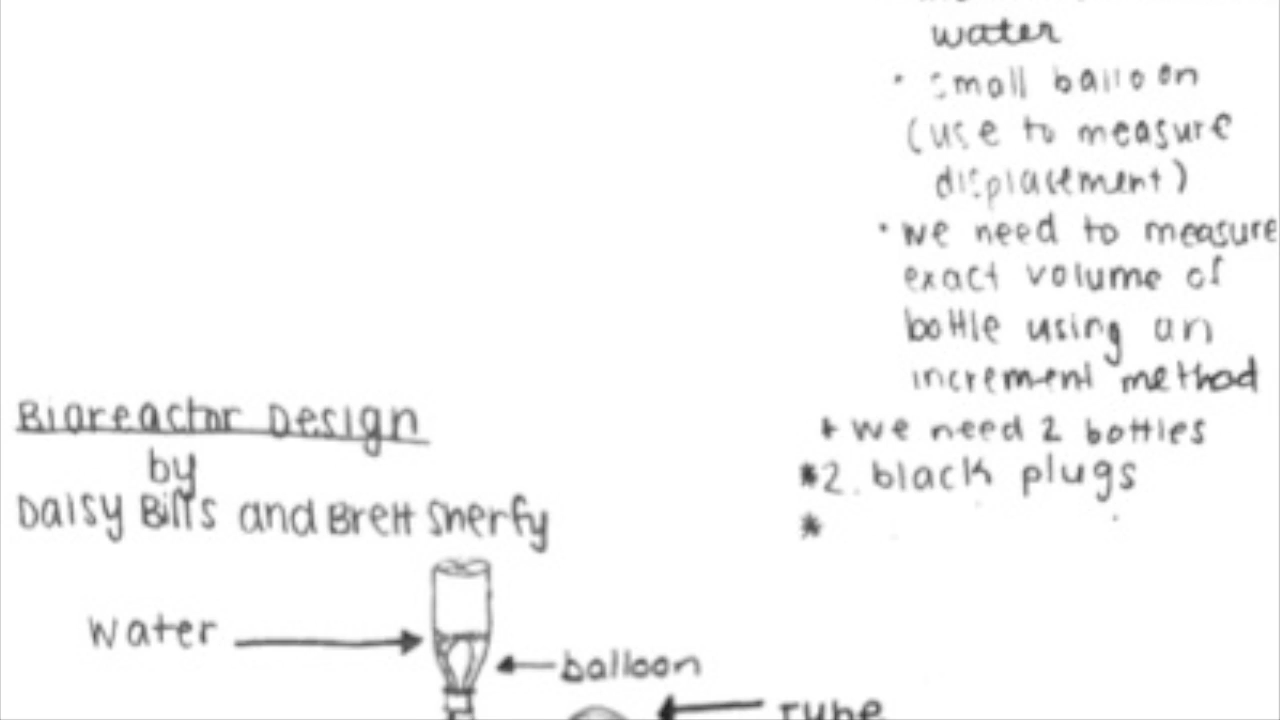 water
• small balloon
(use to measure
displacement)
• we need to measure
exact volume of
bottle using an
increment method
+ we need 2 bottles
*2. black plugs
*
Bioreactor Design
by
Daisy Bitts and Brett Sherfy
water
balloon
TUBE